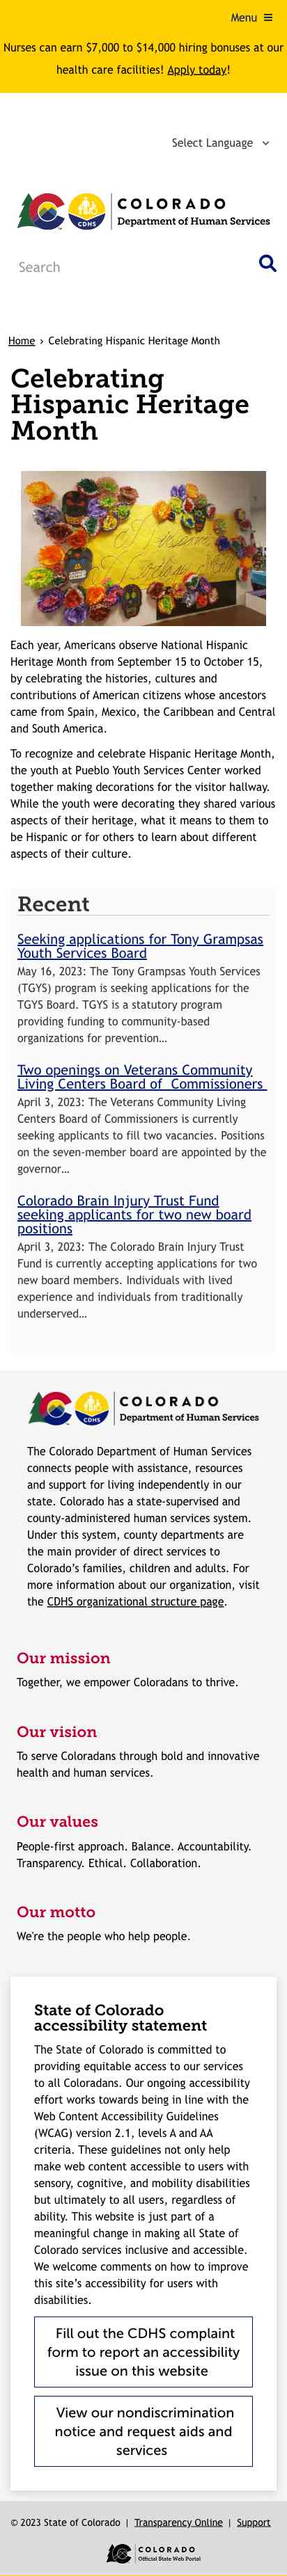 Menu ≡
Nurses can earn $7,000 to $14,000 hiring bonuses at our
health care facilities! Apply today!
Select Language
CDHS
COLORADO
Department of Human Services
Search
Home › Celebrating Hispanic Heritage Month
Celebrating
Hispanic Heritage
Month
Each year, Americans observe National Hispanic
Heritage Month from September 15 to October 15,
by celebrating the histories, cultures and
contributions of American citizens whose ancestors
came from Spain, Mexico, the Caribbean and Central
and South America.
To recognize and celebrate Hispanic Heritage Month,
the youth at Pueblo Youth Services Center worked
together making decorations for the visitor hallway.
While the youth were decorating they shared various
aspects of their heritage, what it means to them to
be Hispanic or for others to learn about different
aspects of their culture.
Recent
Seeking applications for Tony Grampsas
Youth Services Board
May 16, 2023: The Tony Grampsas Youth Services
(TGYS) program is seeking applications for the
TGYS Board. TGYS is a statutory program
providing funding to community-based
organizations for prevention…
Two openings on Veterans Community
Living Centers Board of Commissioners
April 3, 2023: The Veterans Community Living
Centers Board of Commissioners is currently
seeking applicants to fill two vacancies. Positions
on the seven-member board are appointed by the
governor…
Colorado Brain Injury Trust Fund
seeking applicants for two new board
positions
April 3, 2023: The Colorado Brain Injury Trust
Fund is currently accepting applications for two
new board members. Individuals with lived
experience and individuals from traditionally
underserved…
CDHS
COLORADO
Department of Human Services
The Colorado Department of Human Services
connects people with assistance, resources
and support for living independently in our
state. Colorado has a state-supervised and
county-administered human services system.
Under this system, county departments are
the main provider of direct services to
Colorado's families, children and adults. For
more information about our organization, visit
the CDHS organizational structure page.
Our mission
Together, we empower Coloradans to thrive.
Our vision
To serve Coloradans through bold and innovative
health and human services.
Our values
People-first approach. Balance. Accountability.
Transparency. Ethical. Collaboration.
Our motto
We're the people who help people.
State of Colorado
accessibility statement
The State of Colorado is committed to
providing equitable access to our services
to all Coloradans. Our ongoing accessibility
effort works towards being in line with the
Web Content Accessibility Guidelines
(WCAG) version 2.1, levels A and AA
criteria. These guidelines not only help
make web content accessible to users with
sensory, cognitive, and mobility disabilities
but ultimately to all users, regardless of
ability. This website is just part of a
meaningful change in making all State of
Colorado services inclusive and accessible.
We welcome comments on how to improve
this site's accessibility for users with
disabilities.
Fill out the CDHS complaint
form to report an accessibility
issue on this website
View our nondiscrimination
notice and request aids and
services
© 2023 State of Colorado | Transparency Online | Support
COLORADO
Official State Web Portal